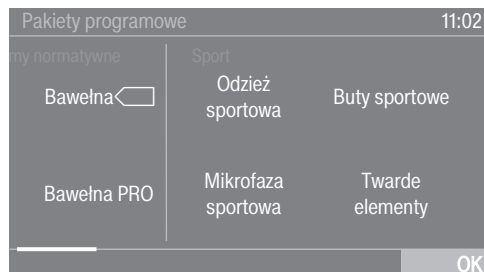 Pakiety programowe 11:02
my normatywne
Sport
Bawełna
Odzież
sportowa
Buty sportowe
Bawełna PRO
Mikrofaza
sportowa
Twarde
elementy
OK